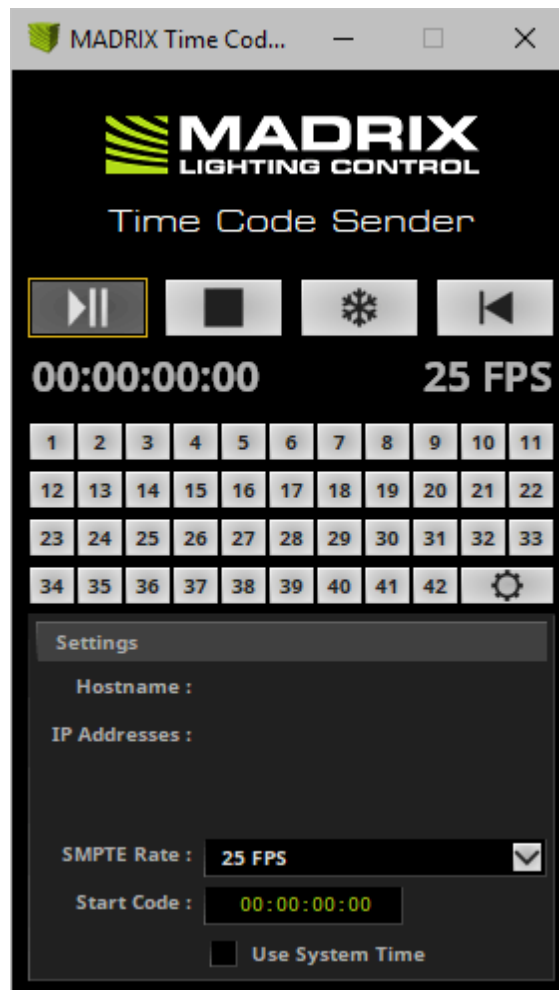 MADRIX Time Cod...
MADRIX
LIGHTING CONTROL
Time Code Sender
00:00:00:00 25 FPS
1 2 3 4 5 6 7 8 9 10 11
12 13 14 15 16 17 18 19 20 21 22
23 24 25 26 27 28 29 30 31 32 33
34 35 36 37 38 39 40 41 42
Settings
Hostname :
IP Addresses :
SMPTE Rate : 25 FPS
Start Code : 00:00:00:00
Use System Time